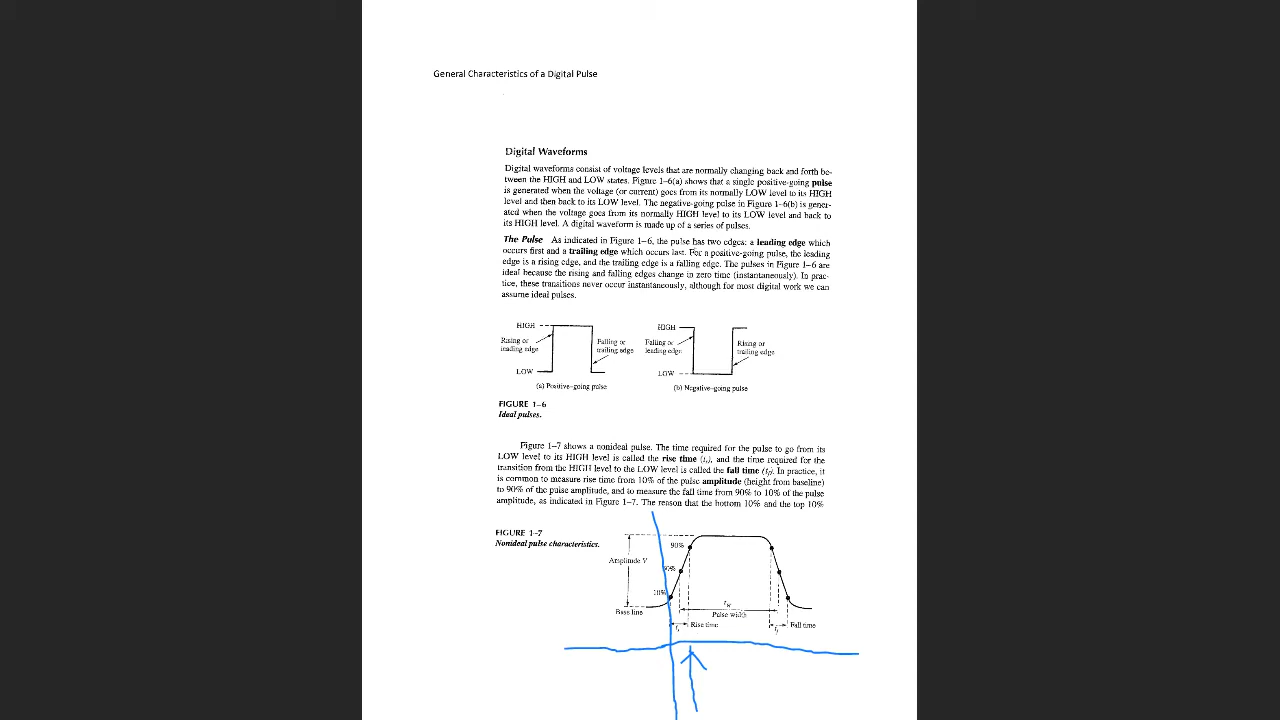 General Characteristics of a Digital Pulse
Digital Waveforms
Digital waveforms consist of voltage levels that are normally changing back and forth be-
tween the HIGH and LOW states. Figure 1–6(a) shows that a single positive-going pulse
is generated when the voltage (or current) goes from its normally LOW level to its HIGH
level and then back to its LOW level. The negative-going pulse in Figure 1–6(b) is gener-
ated when the voltage goes from its normally HIGH level to its LOW level and back to
its HIGH level. A digital waveform is made up of a series of pulses.
The Pulse As indicated in Figure 1–6, the pulse has two edges: a leading edge which
occurs first and a trailing edge which occurs last. For a positive-going pulse, the leading
edge is a rising edge, and the trailing edge is a falling edge. The pulses in Figure 1–6 are
ideal because the rising and falling edges change in zero time (instantaneously). In prac-
tice, these transitions never occur instantaneously, although for most digital work we can
assume ideal pulses.
HIGH
Rising or
leading edge
Falling or
trailing edge
LOW
(a) Positive–going pulse
HIGH
Falling or
leading edge
Rising or
trailing edge
LOW
(b) Negative–going pulse
FIGURE 1–6
Ideal pulses.
Figure 1–7 shows a nonideal pulse. The time required for the pulse to go from its
LOW level to its HIGH level is called the rise time (tr), and the time required for the
transition from the HIGH level to the LOW level is called the fall time (tf). In practice, it
is common to measure rise time from 10% of the pulse amplitude (height from baseline)
to 90% of the pulse amplitude, and to measure the fall time from 90% to 10% of the pulse
amplitude, as indicated in Figure 1–7. The reason that the bottom 10% and the top 10%
FIGURE 1–7
Nonideal pulse characteristics.
90%
Amplitude V
50%
10%
Base line
tW
Pulse width
tr
Rise time
tf
Fall time